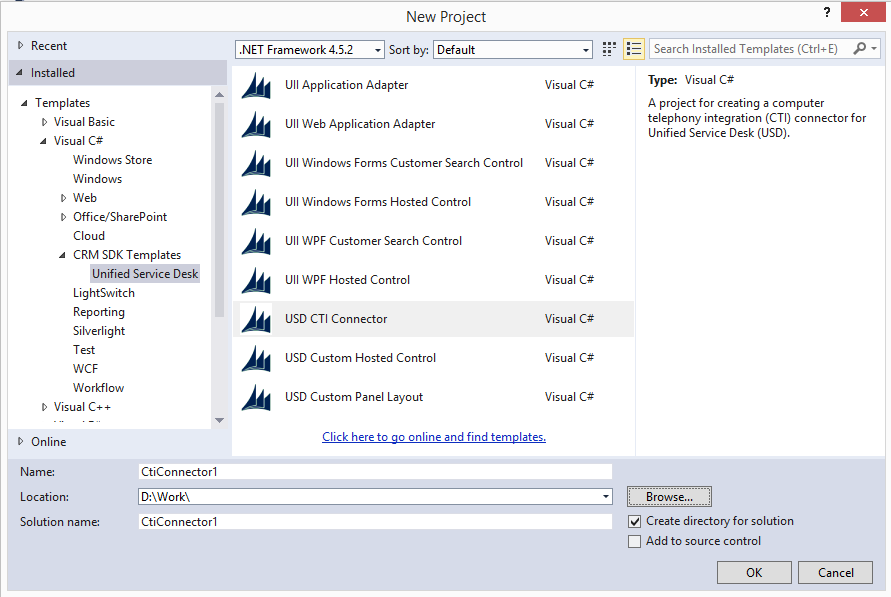 New Project
?
Recent
Installed
.NET Framework 4.5.2
Sort by:
Default
Search Installed Templates (Ctrl+E)
Templates
Visual Basic
Visual C#
Windows Store
Windows
Web
Office/SharePoint
Cloud
CRM SDK Templates
Unified Service Desk
LightSwitch
Reporting
Silverlight
Test
WCF
Workflow
Visual C++
Online
UII Application Adapter Visual C#
UII Web Application Adapter Visual C#
UII Windows Forms Customer Search Control Visual C#
UII Windows Forms Hosted Control Visual C#
UII WPF Customer Search Control Visual C#
UII WPF Hosted Control Visual C#
USD CTI Connector Visual C#
USD Custom Hosted Control Visual C#
USD Custom Panel Layout Visual C#
Click here to go online and find templates.
Type: Visual C#
A project for creating a computer
telephony integration (CTI) connector for
Unified Service Desk (USD).
Name: CtiConnector1
Location: D:\Work\
Browse...
Solution name: CtiConnector1
Create directory for solution
Add to source control
OK
Cancel